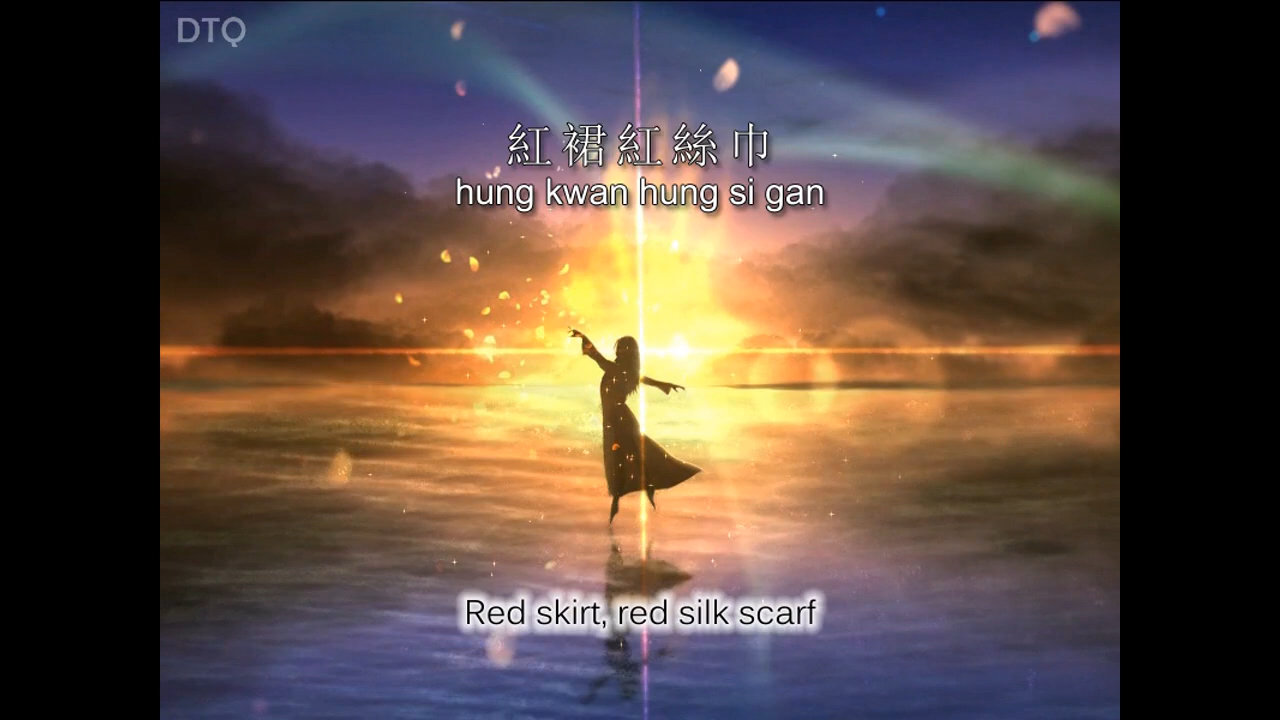 DTQ
紅裙紅絲巾
hung kwan hung si gan
Red skirt, red silk scarf